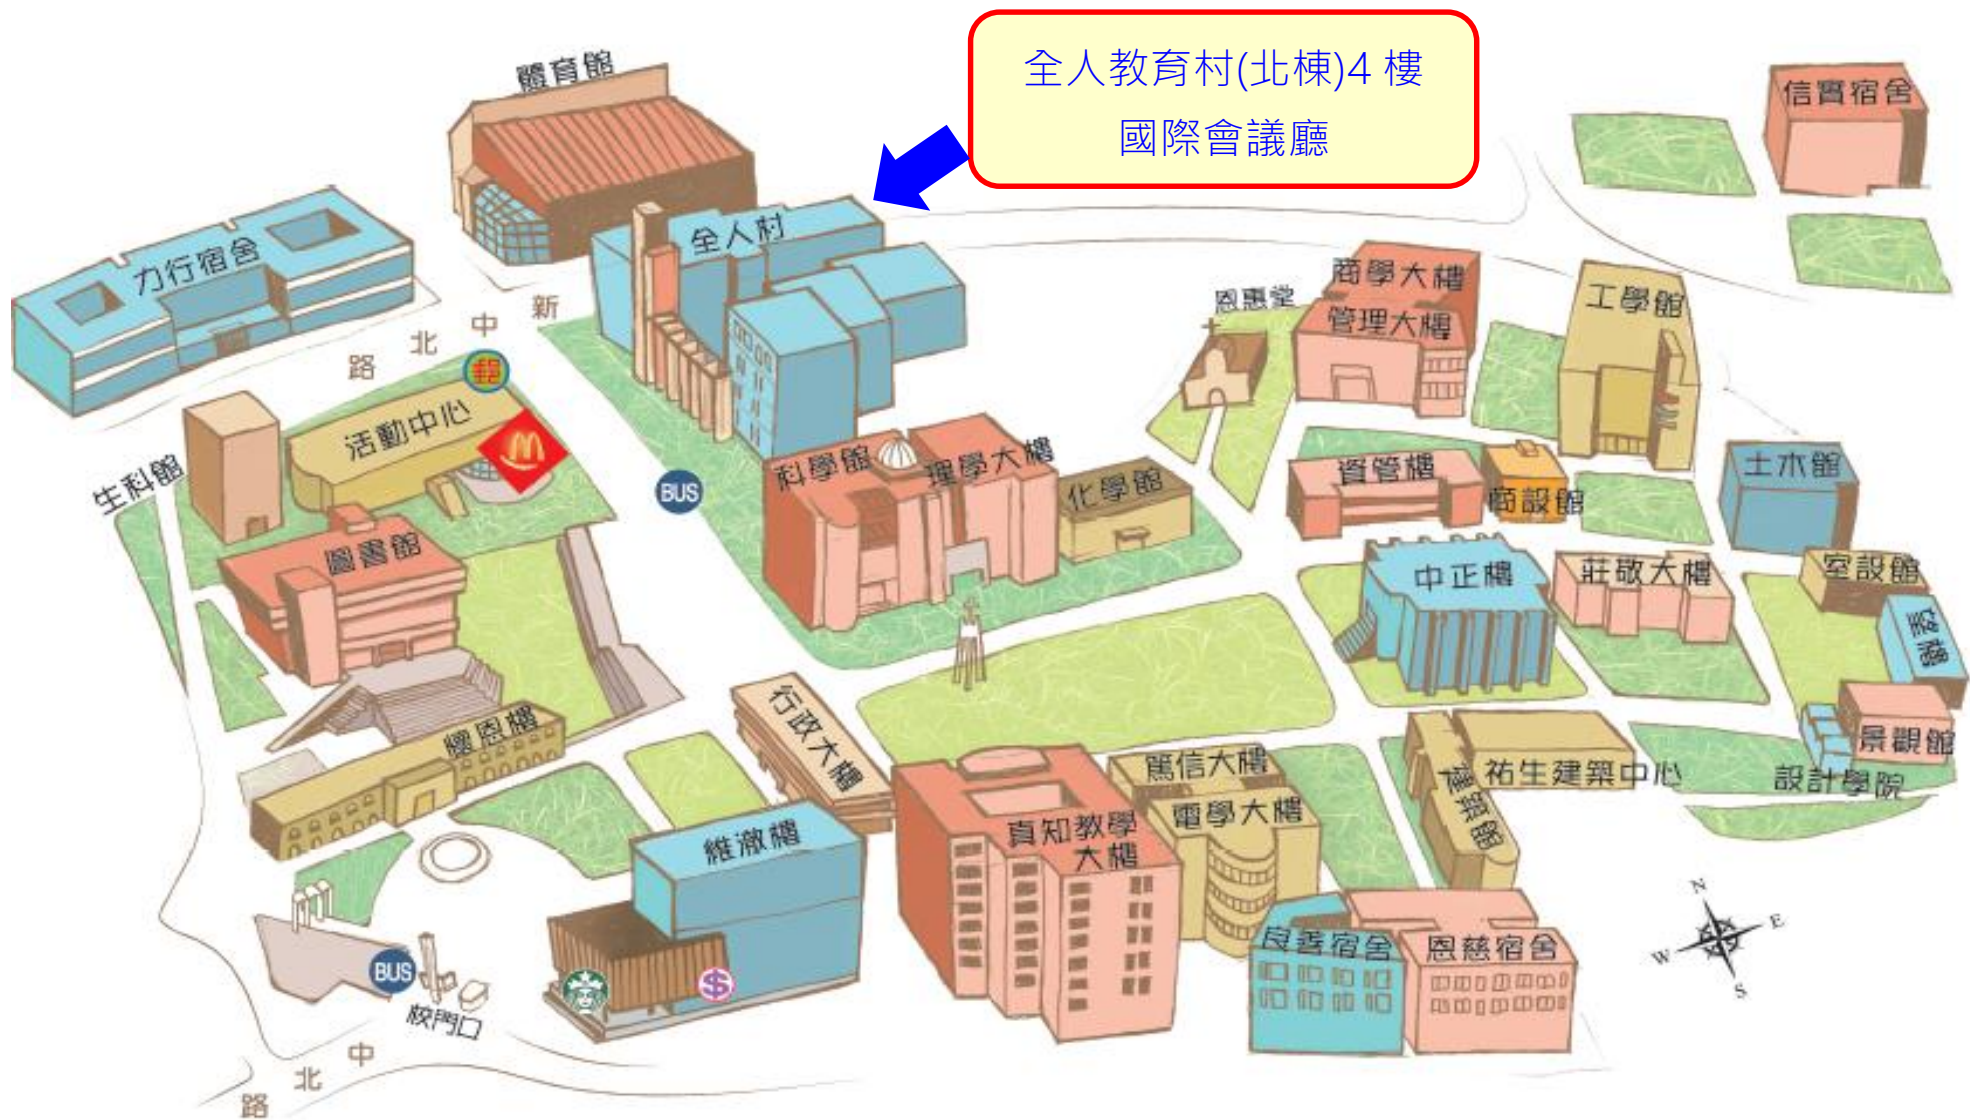 全人教育村(北棟)4 樓
國際會議廳
體育館
信實宿舍
力行宿舍
全人村
新
中
北
路
恩惠堂
商學大樓
管理大樓
工學館
郵
活動中心
生科館
BUS
科學館
理學大樓
化學館
資管樓
商設館
土木館
圖書館
中正樓
莊敬大樓
室設館
望樓
懷恩樓
行政大樓
篤信大樓
電學大樓
建築館
祐生建築中心
景觀館
設計學院
維澈樓
真知教學
大樓
良善宿舍
恩慈宿舍
N
E
W
S
BUS
$
校門口
中
北
路